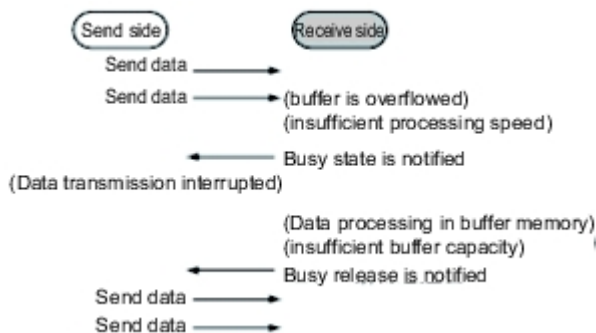 Send side
Receive side
Send data
Send data
(buffer is overflowed)
(insufficient processing speed)
Busy state is notified
(Data transmission interrupted)
(Data processing in buffer memory)
(insufficient buffer capacity)
Busy release is notified
Send data
Send data